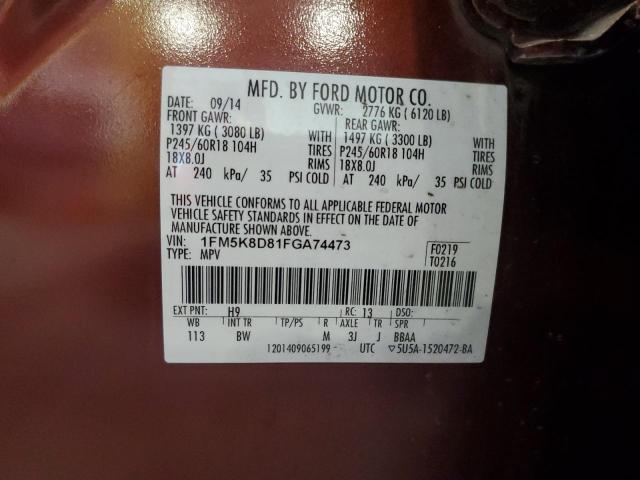 MFD. BY FORD MOTOR CO.
DATE: 09/14 GVWR: 2776 KG ( 6120 LB)
FRONT GAWR: REAR GAWR:
1397 KG ( 3080 LB) WITH 1497 KG ( 3300 LB) WITH
P245/60R18 104H TIRES P245/60R18 104H TIRES
18X8.0J RIMS 18X8.0J RIMS
AT 240 kPa/ 35 PSI COLD AT 240 kPa/ 35 PSI COLD
THIS VEHICLE CONFORMS TO ALL APPLICABLE FEDERAL MOTOR
VEHICLE SAFETY STANDARDS IN EFFECT ON THE DATE OF
MANUFACTURE SHOWN ABOVE.
VIN: 1FM5K8D81FGA74473 F0219
TYPE: MPV T0216
EXT PNT: H9 RC: 13 DSO:
WB INT TR TP/PS R AXLE TR SPR
113 BW M 3J J BBAA
1201409065199 UTC ▽5U5A-1520472-BA